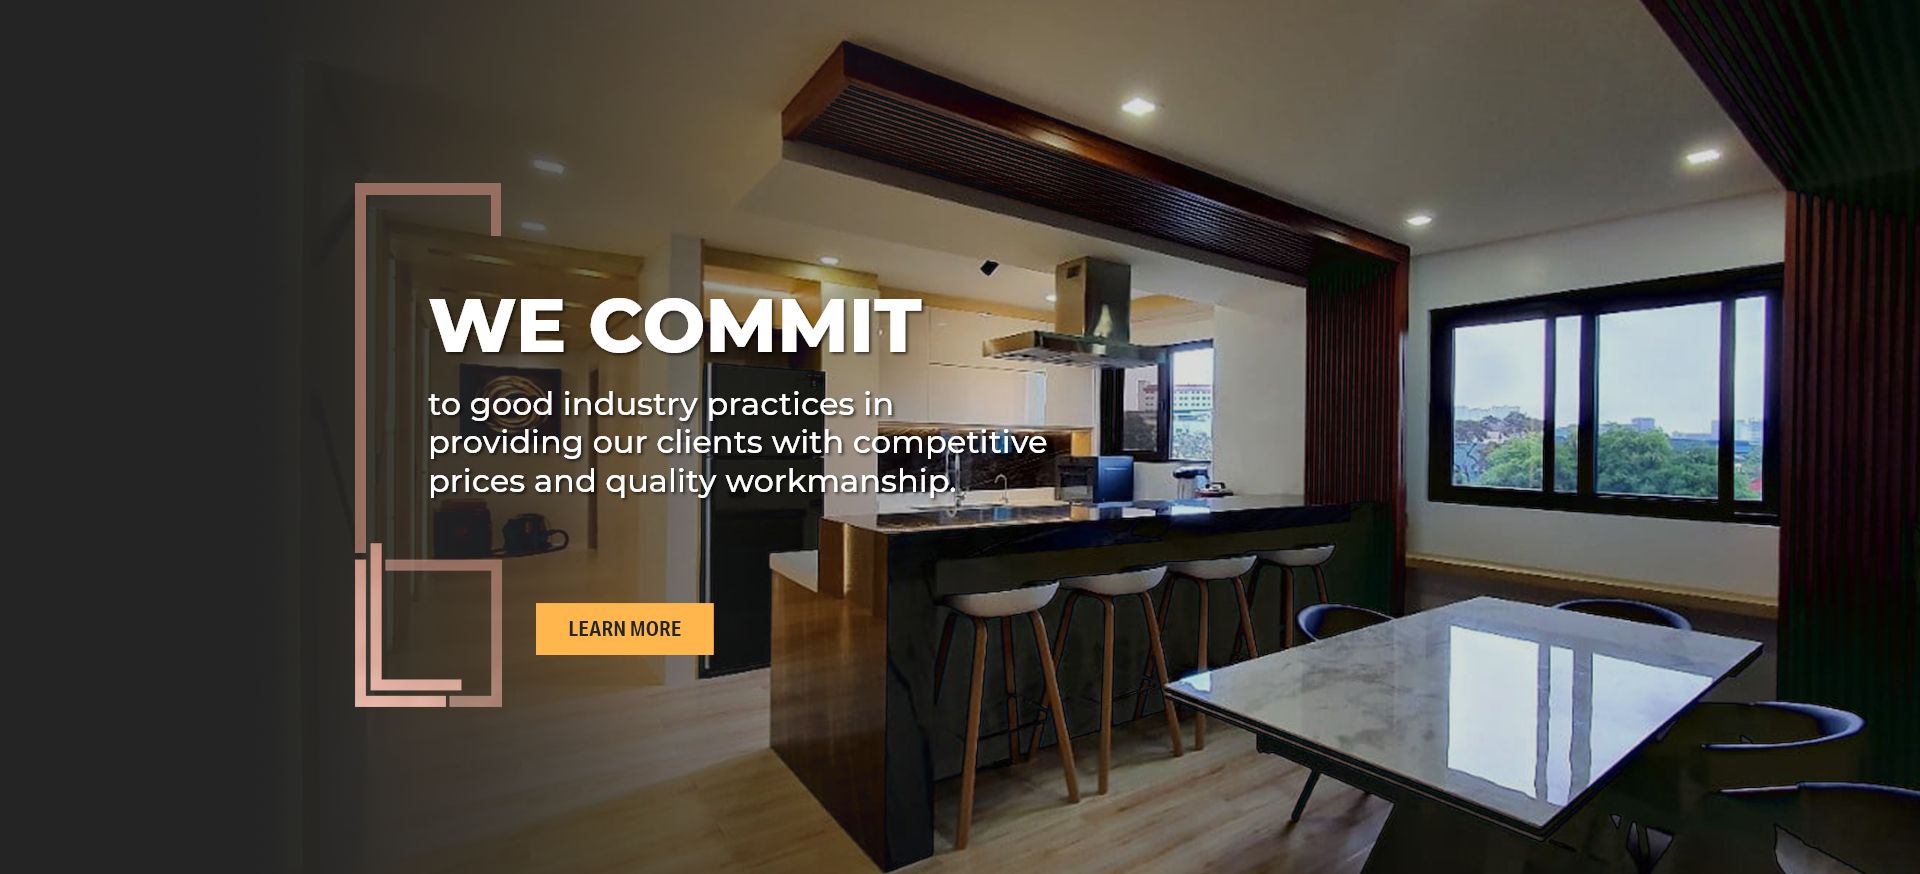 WE COMMIT
to good industry practices in
providing our clients with competitive
prices and quality workmanship.
LEARN MORE